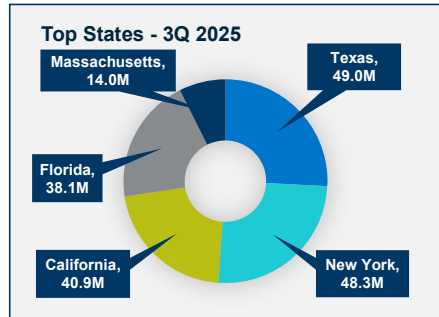 Top States - 3Q 2025
Massachusetts,
14.0M
Texas,
49.0M
Florida,
38.1M
California,
40.9M
New York,
48.3M